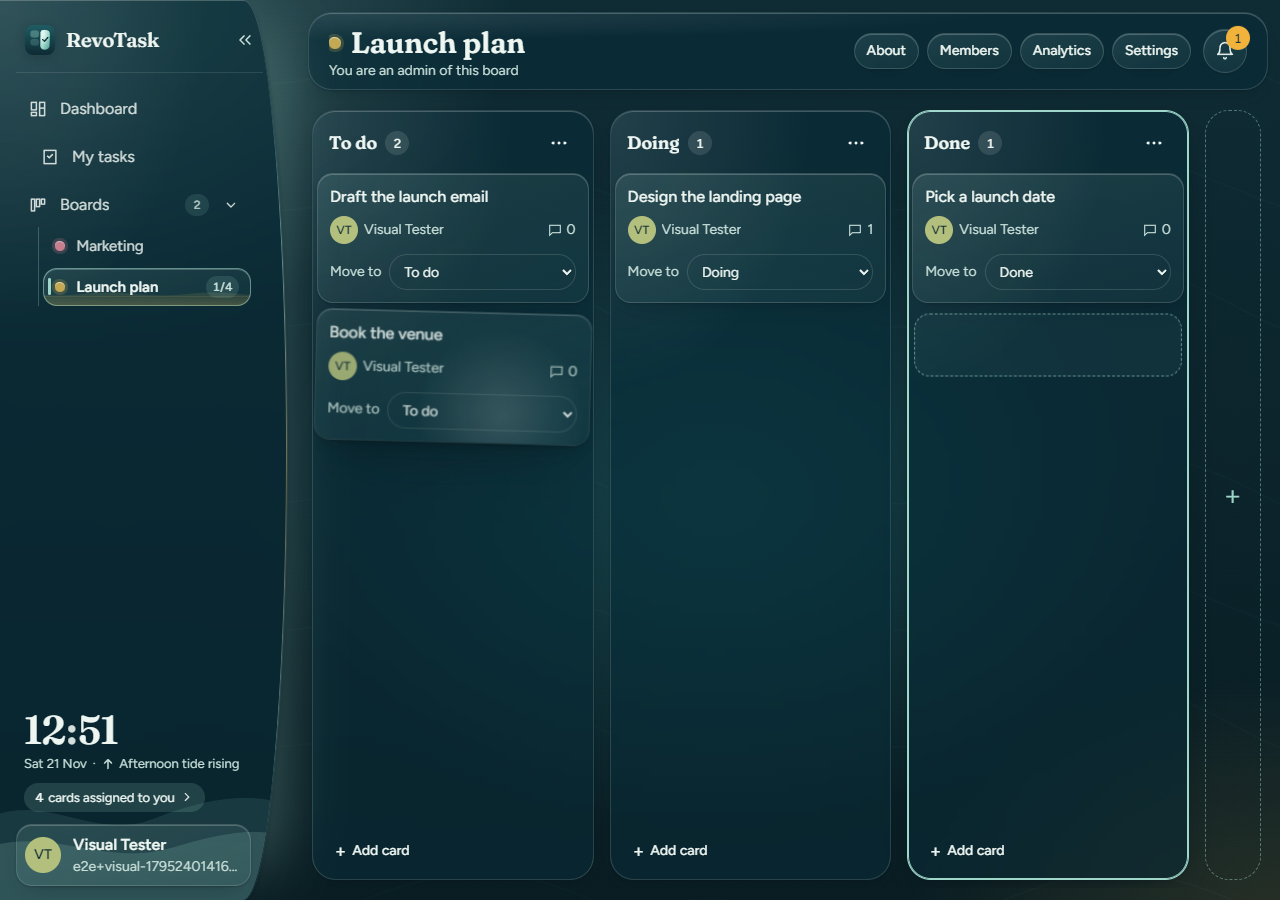 RevoTask
Dashboard
My tasks
Boards 2
Marketing
Launch plan 1/4
12:51
Sat 21 Nov · ↑ Afternoon tide rising
4 cards assigned to you
VT Visual Tester
e2e+visual-17952401416...
Launch plan
You are an admin of this board
About Members Analytics Settings 1
To do 2 ...
Draft the launch email
VT Visual Tester 0
Move to To do
Book the venue
VT Visual Tester 0
Move to To do
+ Add card
Doing 1 ...
Design the landing page
VT Visual Tester 1
Move to Doing
+ Add card
Done 1 ...
Pick a launch date
VT Visual Tester 0
Move to Done
+ Add card
+